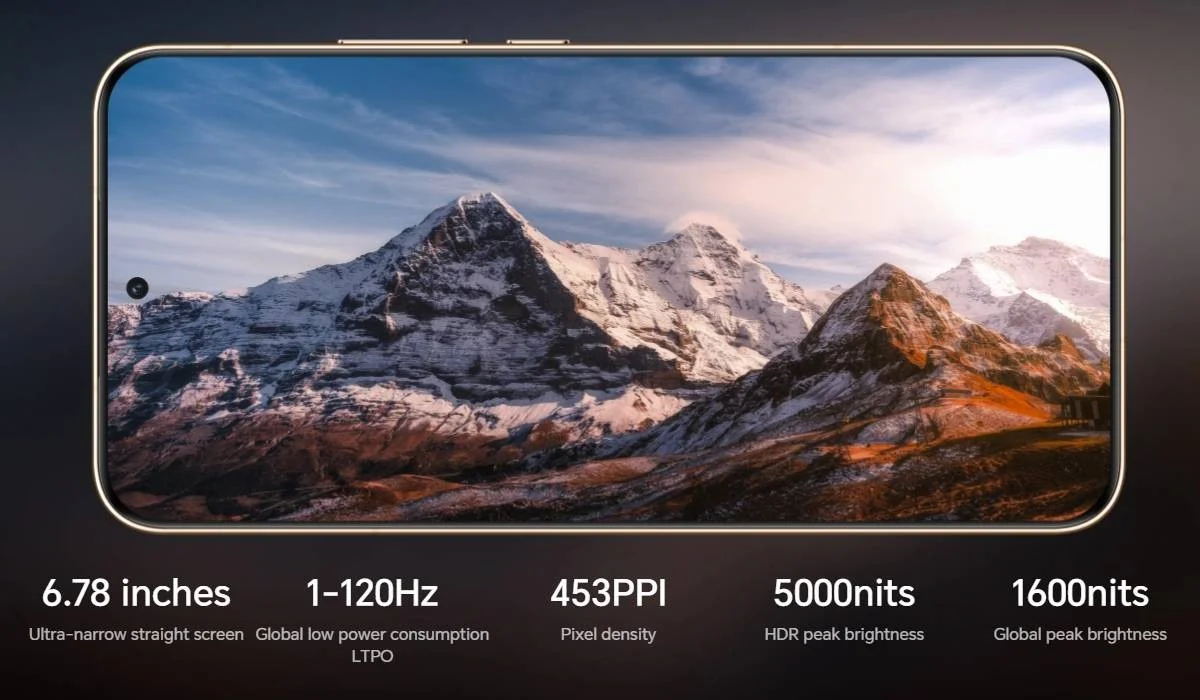 6.78 inches
Ultra-narrow straight screen
1-120Hz
Global low power consumption
LTPO
453PPI
Pixel density
5000nits
HDR peak brightness
1600nits
Global peak brightness